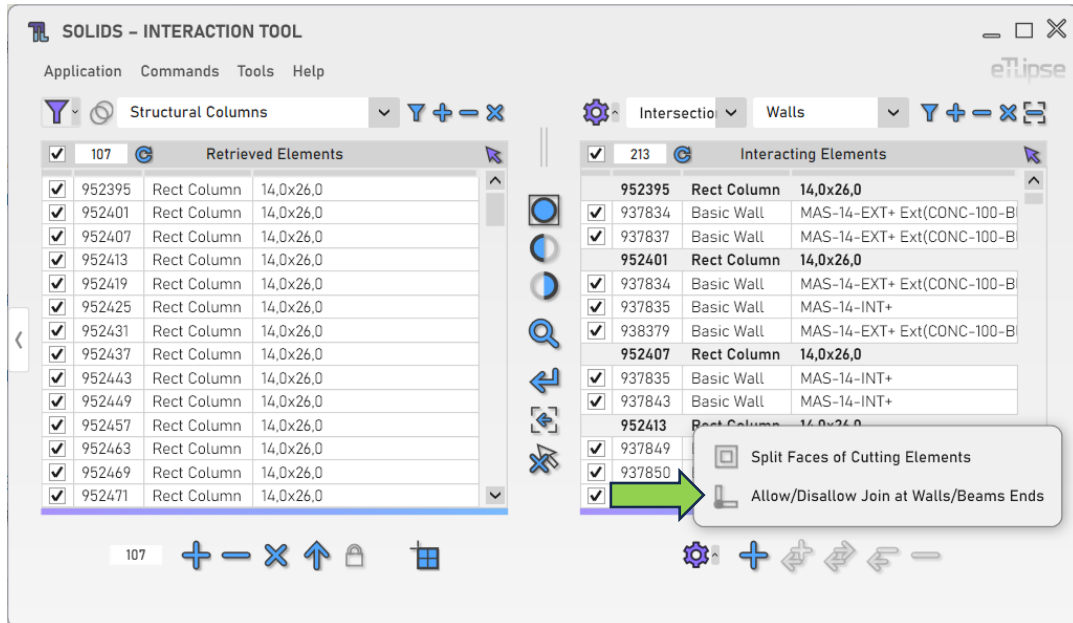 SOLIDS – INTERACTION TOOL
Application Commands Tools Help
eTLipse
Structural Columns
Intersectio Walls
107 Retrieved Elements
952395 Rect Column 14,0x26,0
952401 Rect Column 14,0x26,0
952407 Rect Column 14,0x26,0
952413 Rect Column 14,0x26,0
952419 Rect Column 14,0x26,0
952425 Rect Column 14,0x26,0
952431 Rect Column 14,0x26,0
952437 Rect Column 14,0x26,0
952443 Rect Column 14,0x26,0
952449 Rect Column 14,0x26,0
952457 Rect Column 14,0x26,0
952463 Rect Column 14,0x26,0
952469 Rect Column 14,0x26,0
952471 Rect Column 14,0x26,0
107
213 Interacting Elements
952395 Rect Column 14,0x26,0
937834 Basic Wall MAS-14-EXT+ Ext(CONC-100-B
937837 Basic Wall MAS-14-EXT+ Ext(CONC-100-B
952401 Rect Column 14,0x26,0
937834 Basic Wall MAS-14-EXT+ Ext(CONC-100-B
937835 Basic Wall MAS-14-INT+
938379 Basic Wall MAS-14-EXT+ Ext(CONC-100-B
952407 Rect Column 14,0x26,0
937835 Basic Wall MAS-14-INT+
937843 Basic Wall MAS-14-INT+
952413 Rect Column 14,0x26,0
937849
937850
Split Faces of Cutting Elements
Allow/Disallow Join at Walls/Beams Ends